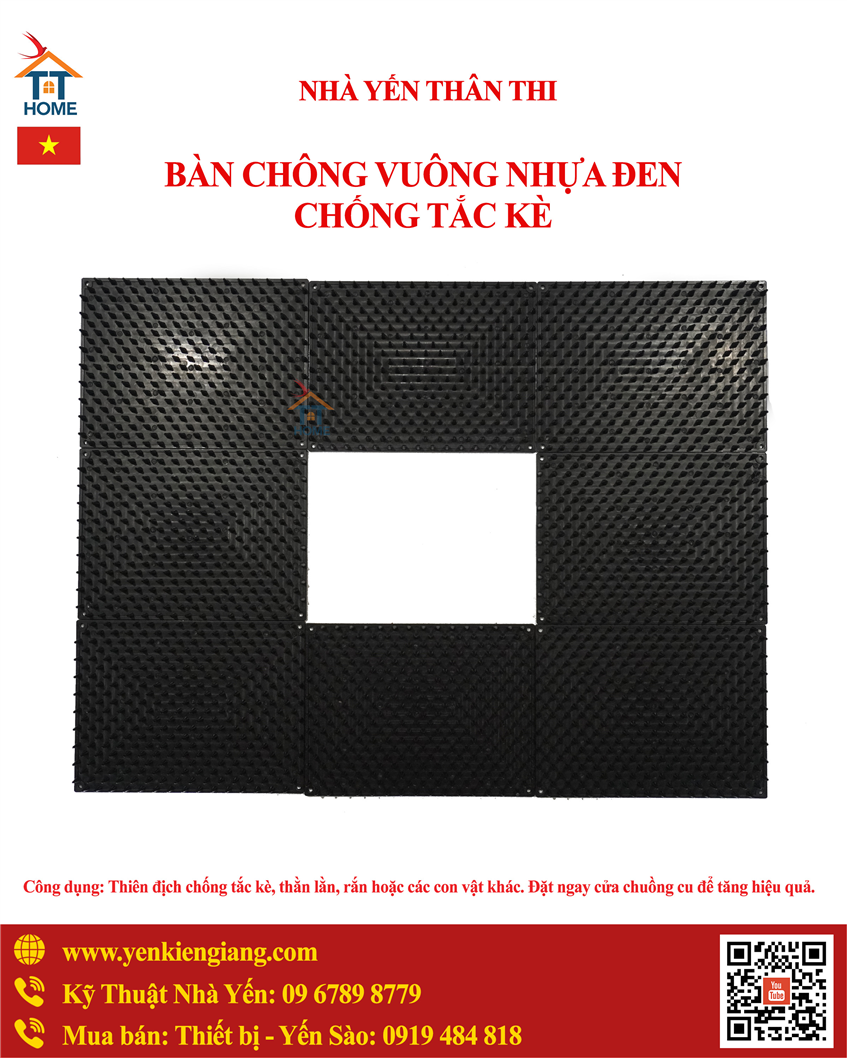 TT
HOME
NHÀ YẾN THÂN THI
BÀN CHÔNG VUÔNG NHỰA ĐEN
CHỐNG TẮC KÈ
Công dụng: Thiên địch chống tắc kè, thằn lằn, rắn hoặc các con vật khác. Đặt ngay cửa chuồng cu để tăng hiệu quả.
www.yenkiengiang.com
Kỹ Thuật Nhà Yến: 09 6789 8779
Mua bán: Thiết bị - Yến Sào: 0919 484 818
You
Tube